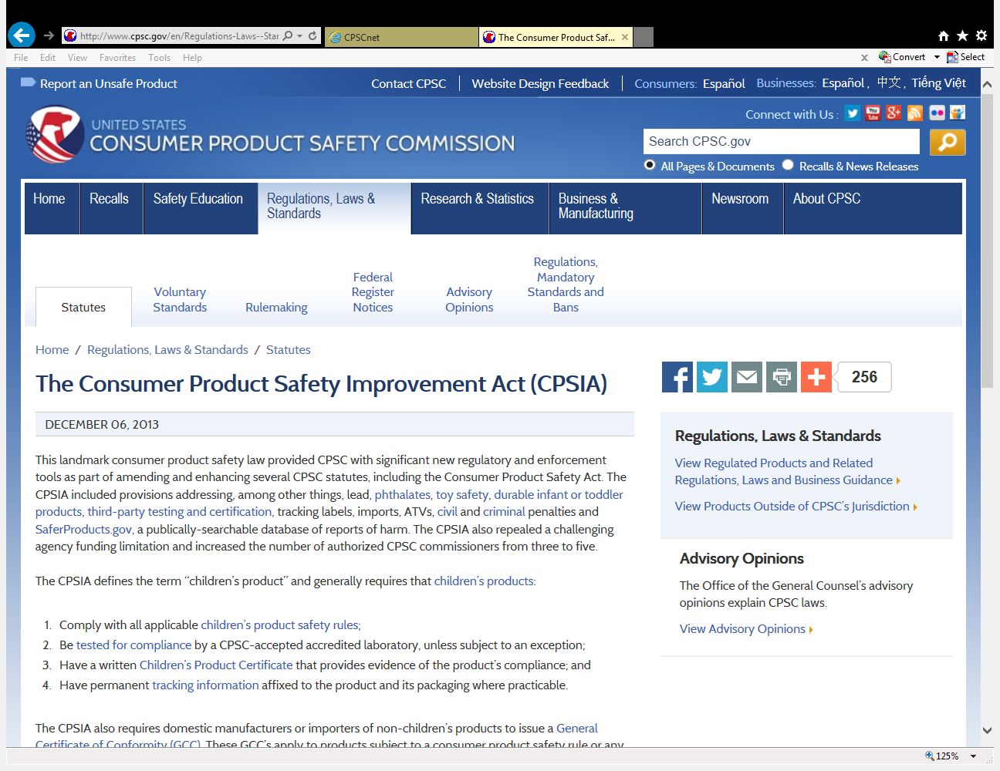 http://www.cpsc.gov/en/Regulations-Laws--Star
CPSCnet
The Consumer Product Saf...
File Edit View Favorites Tools Help
Convert Select
Report an Unsafe Product
Contact CPSC
Website Design Feedback
Consumers: Español
Businesses: Español, 中文, Tiếng Việt
Connect with Us :
You Tube
g+
UNITED STATES
CONSUMER PRODUCT SAFETY COMMISSION
Search CPSC.gov
All Pages & Documents
Recalls & News Releases
Home
Recalls
Safety Education
Regulations, Laws &
Standards
Research & Statistics
Business &
Manufacturing
Newsroom
About CPSC
Statutes
Voluntary
Standards
Rulemaking
Federal
Register
Notices
Advisory
Opinions
Regulations,
Mandatory
Standards and
Bans
Home / Regulations, Laws & Standards / Statutes
The Consumer Product Safety Improvement Act (CPSIA)
256
DECEMBER 06, 2013
This landmark consumer product safety law provided CPSC with significant new regulatory and enforcement
tools as part of amending and enhancing several CPSC statutes, including the Consumer Product Safety Act. The
CPSIA included provisions addressing, among other things, lead, phthalates, toy safety, durable infant or toddler
products, third-party testing and certification, tracking labels, imports, ATVs, civil and criminal penalties and
SaferProducts.gov, a publically-searchable database of reports of harm. The CPSIA also repealed a challenging
agency funding limitation and increased the number of authorized CPSC commissioners from three to five.
The CPSIA defines the term “children’s product” and generally requires that children’s products:
1. Comply with all applicable children’s product safety rules;
2. Be tested for compliance by a CPSC-accepted accredited laboratory, unless subject to an exception;
3. Have a written Children’s Product Certificate that provides evidence of the product’s compliance; and
4. Have permanent tracking information affixed to the product and its packaging where practicable.
The CPSIA also requires domestic manufacturers or importers of non-children’s products to issue a General
Certificate of Conformity (GCC). These GCC’s apply to products subject to a consumer product safety rule or any
Regulations, Laws & Standards
View Regulated Products and Related
Regulations, Laws and Business Guidance
View Products Outside of CPSC’s Jurisdiction
Advisory Opinions
The Office of the General Counsel’s advisory
opinions explain CPSC laws.
View Advisory Opinions
125%